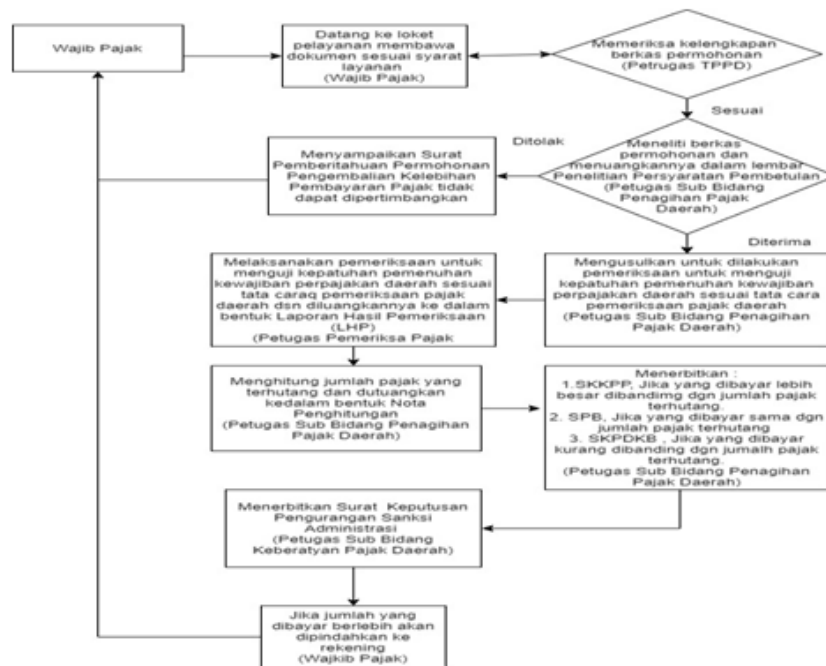 Wajib Pajak
Datang ke loket
pelayanan membawa
dokumen sesuai syarat
layanan
(Wajib Pajak)
Memeriksa kelengkapan
berkas permohonan
(Petrugas TPPD)
Sesuai
Meneliti berkas
permohonan dan
menuangkannya dalam lembar
Penelitian Persyaratan Pembetulan
(Petugas Sub Bidang
Penagihan Pajak
Daerah)
Ditolak
Menyampaikan Surat
Pemberitahuan Permohonan
Pengembalian Kelebihan
Pembayaran Pajak tidak
dapat dipertimbangkan
Diterima
Mengusulkan untuk dilakukan
pemeriksaan untuk menguji
kepatuhan pemenuhan kewajiban
perpajakan daerah sesuai tata cara
pemeriksaan pajak daerah
(Petugas Sub Bidang Penagihan
Pajak Daerah)
Melaksanakan pemeriksaan untuk
menguji kepatuhan pemenuhan
kewajiban perpajakan daerah sesuai
tata caraq pemeriksaan pajak
daerah dsn diluangkannya ke dalam
bentuk Laporan Hasil Pemeriksaan
(LHP)
(Petugas Pemeriksa Pajak
Menghitung jumlah pajak yang
terhutang dan dutuangkan
kedalam bentuk Nota
Penghitungan
(Petugas Sub Bidang Penagihan
Pajak Daerah)
Menerbitkan :
1.SKKPP, Jika yang dibayar lebih
besar dibandimg dgn jumlah pajak
terhutang.
2. SPB, Jika yang dibayar sama dgn
jumlah pajak terhutang
3. SKPDKB , Jika yang dibayar
kurang dibanding dgn jumalh pajak
terhutang.
(Petugas Sub Bidang Penagihan
Pajak Daerah)
Menerbitkan Surat Keputusan
Pengurangan Sanksi
Administrasi
(Petugas Sub Bidang
Keberatyan Pajak Daerah)
Jika jumlah yang
dibayar berlebih akan
dipindahkan ke
rekening
(Wajkib Pajak)